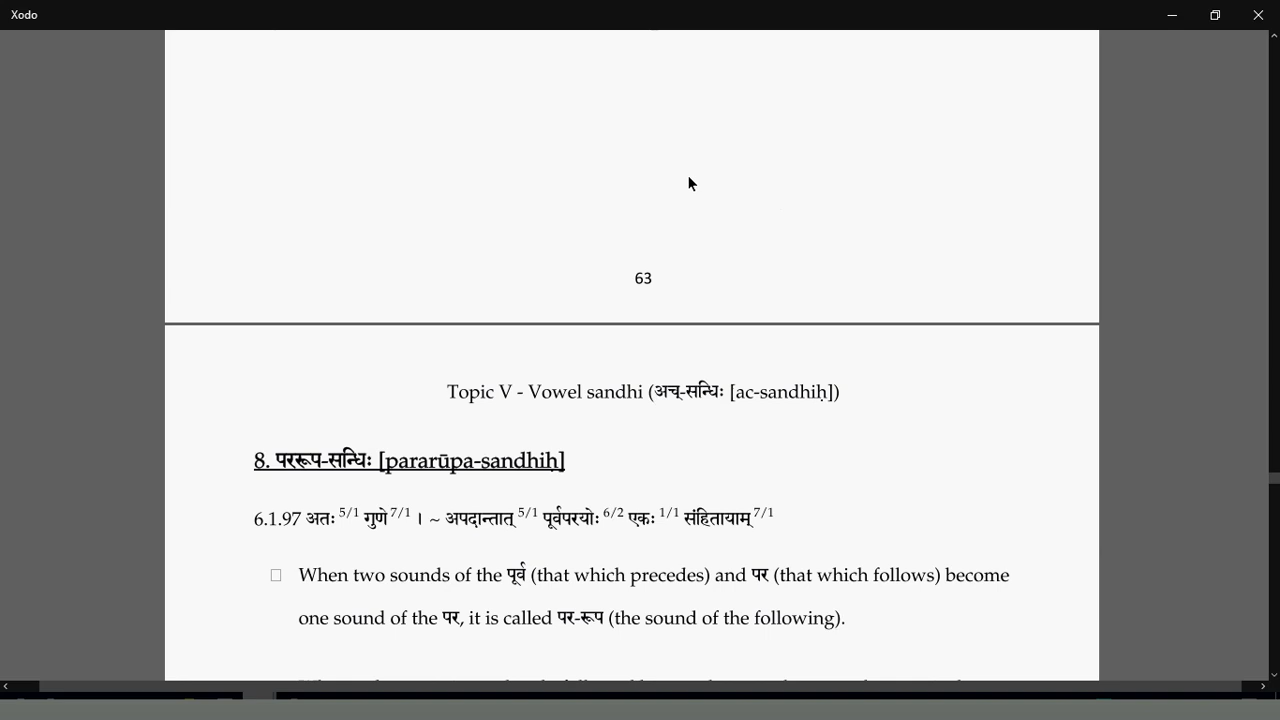 Xodo
63
Topic V - Vowel sandhi (अच्-सन्धिः [ac-sandhiḥ])
8. पररूप-सन्धिः [pararūpa-sandhiḥ]
6.1.97 अतः 5/1 गुणे 7/1 । ~ अपदान्तात् 5/1 पूर्वपरयोः 6/2 एकः 1/1 संहितायाम् 7/1
When two sounds of the पूर्व (that which precedes) and पर (that which follows) become
one sound of the पर, it is called पर-रूप (the sound of the following).